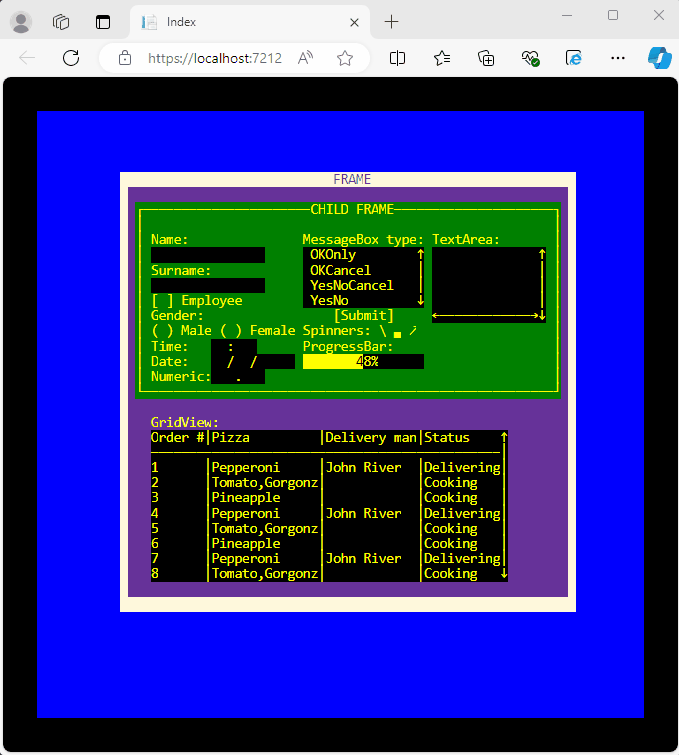 Index
https://localhost:7212
FRAME
CHILD FRAME
Name: MessageBox type: TextArea:
OKOnly ↑ ↑
Surname: OKCancel
YesNoCancel
[ ] Employee YesNo ↓
Gender: [Submit] ← → ↓
( ) Male ( ) Female Spinners: \ ▄ /
Time: : ProgressBar:
Date: / / 48%
Numeric: .
GridView:
Order #|Pizza |Delivery man|Status ↑
1 |Pepperoni |John River |Delivering|
2 |Tomato,Gorgonz| |Cooking |
3 |Pineapple | |Cooking |
4 |Pepperoni |John River |Delivering|
5 |Tomato,Gorgonz| |Cooking |
6 |Pineapple | |Cooking |
7 |Pepperoni |John River |Delivering|
8 |Tomato,Gorgonz| |Cooking ↓